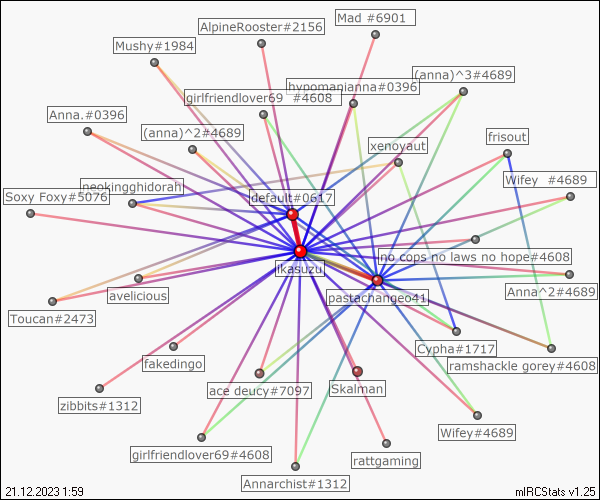 Mad #6901
AlpineRooster#2156
Mushy#1984
(anna)^3#4689
hypomanianna#0396
girlfriendlover69 #4608
Anna.#0396
(anna)^2#4689
frisout
xenoyaut
Wifey #4689
neokingghidorah
Soxy Foxy#5076
default#0617
no cops no laws no hope#4608
ikasuzu
Anna^2#4689
avelicious
pastachangeo41
Toucan#2473
Cypha#1717
fakedingo
ramshackle gorey#4608
ace deucy#7097
Skalman
zibbits#1312
Wifey#4689
girlfriendlover69#4608
rattgaming
Annarchist#1312
21.12.2023 1:59
mIRCStats v1.25